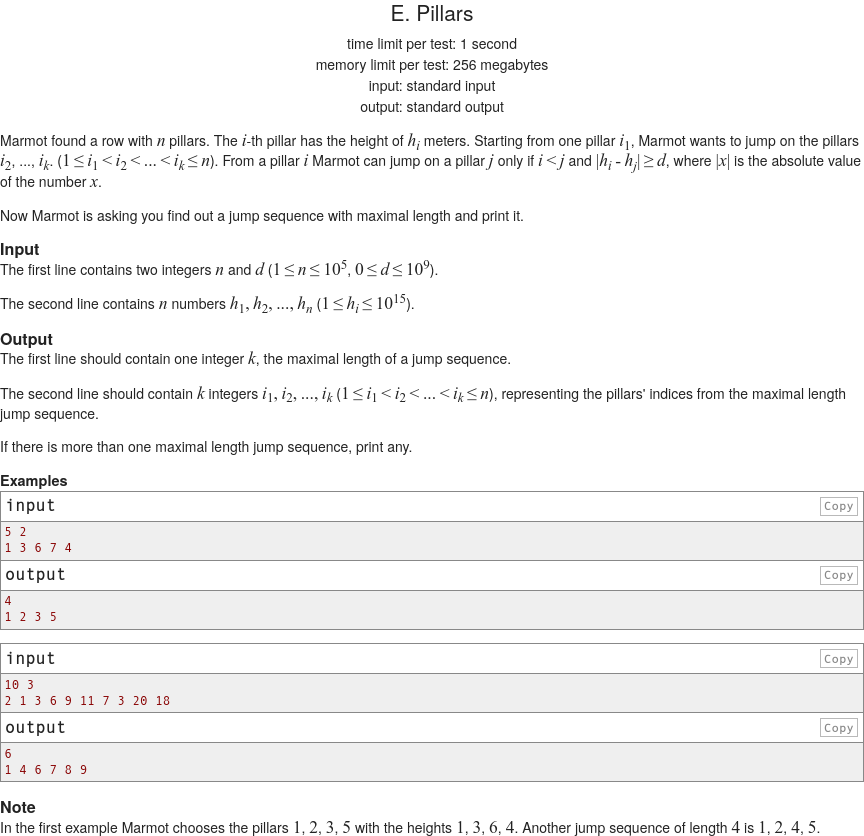 E. Pillars
time limit per test: 1 second
memory limit per test: 256 megabytes
input: standard input
output: standard output
Marmot found a row with n pillars. The i-th pillar has the height of h_i meters. Starting from one pillar i_1, Marmot wants to jump on the pillars
i_2, ..., i_k. (1 ≤ i_1 < i_2 < ... < i_k ≤ n). From a pillar i Marmot can jump on a pillar j only if i < j and |h_i - h_j| ≥ d, where |x| is the absolute value
of the number x.
Now Marmot is asking you find out a jump sequence with maximal length and print it.
Input
The first line contains two integers n and d (1 ≤ n ≤ 10^5, 0 ≤ d ≤ 10^9).
The second line contains n numbers h_1, h_2, ..., h_n (1 ≤ h_i ≤ 10^15).
Output
The first line should contain one integer k, the maximal length of a jump sequence.
The second line should contain k integers i_1, i_2, ..., i_k (1 ≤ i_1 < i_2 < ... < i_k ≤ n), representing the pillars' indices from the maximal length
jump sequence.
If there is more than one maximal length jump sequence, print any.
Examples
input Copy
5 2
1 3 6 7 4
output Copy
4
1 2 3 5
input Copy
10 3
2 1 3 6 9 11 7 3 20 18
output Copy
6
1 4 6 7 8 9
Note
In the first example Marmot chooses the pillars 1, 2, 3, 5 with the heights 1, 3, 6, 4. Another jump sequence of length 4 is 1, 2, 4, 5.